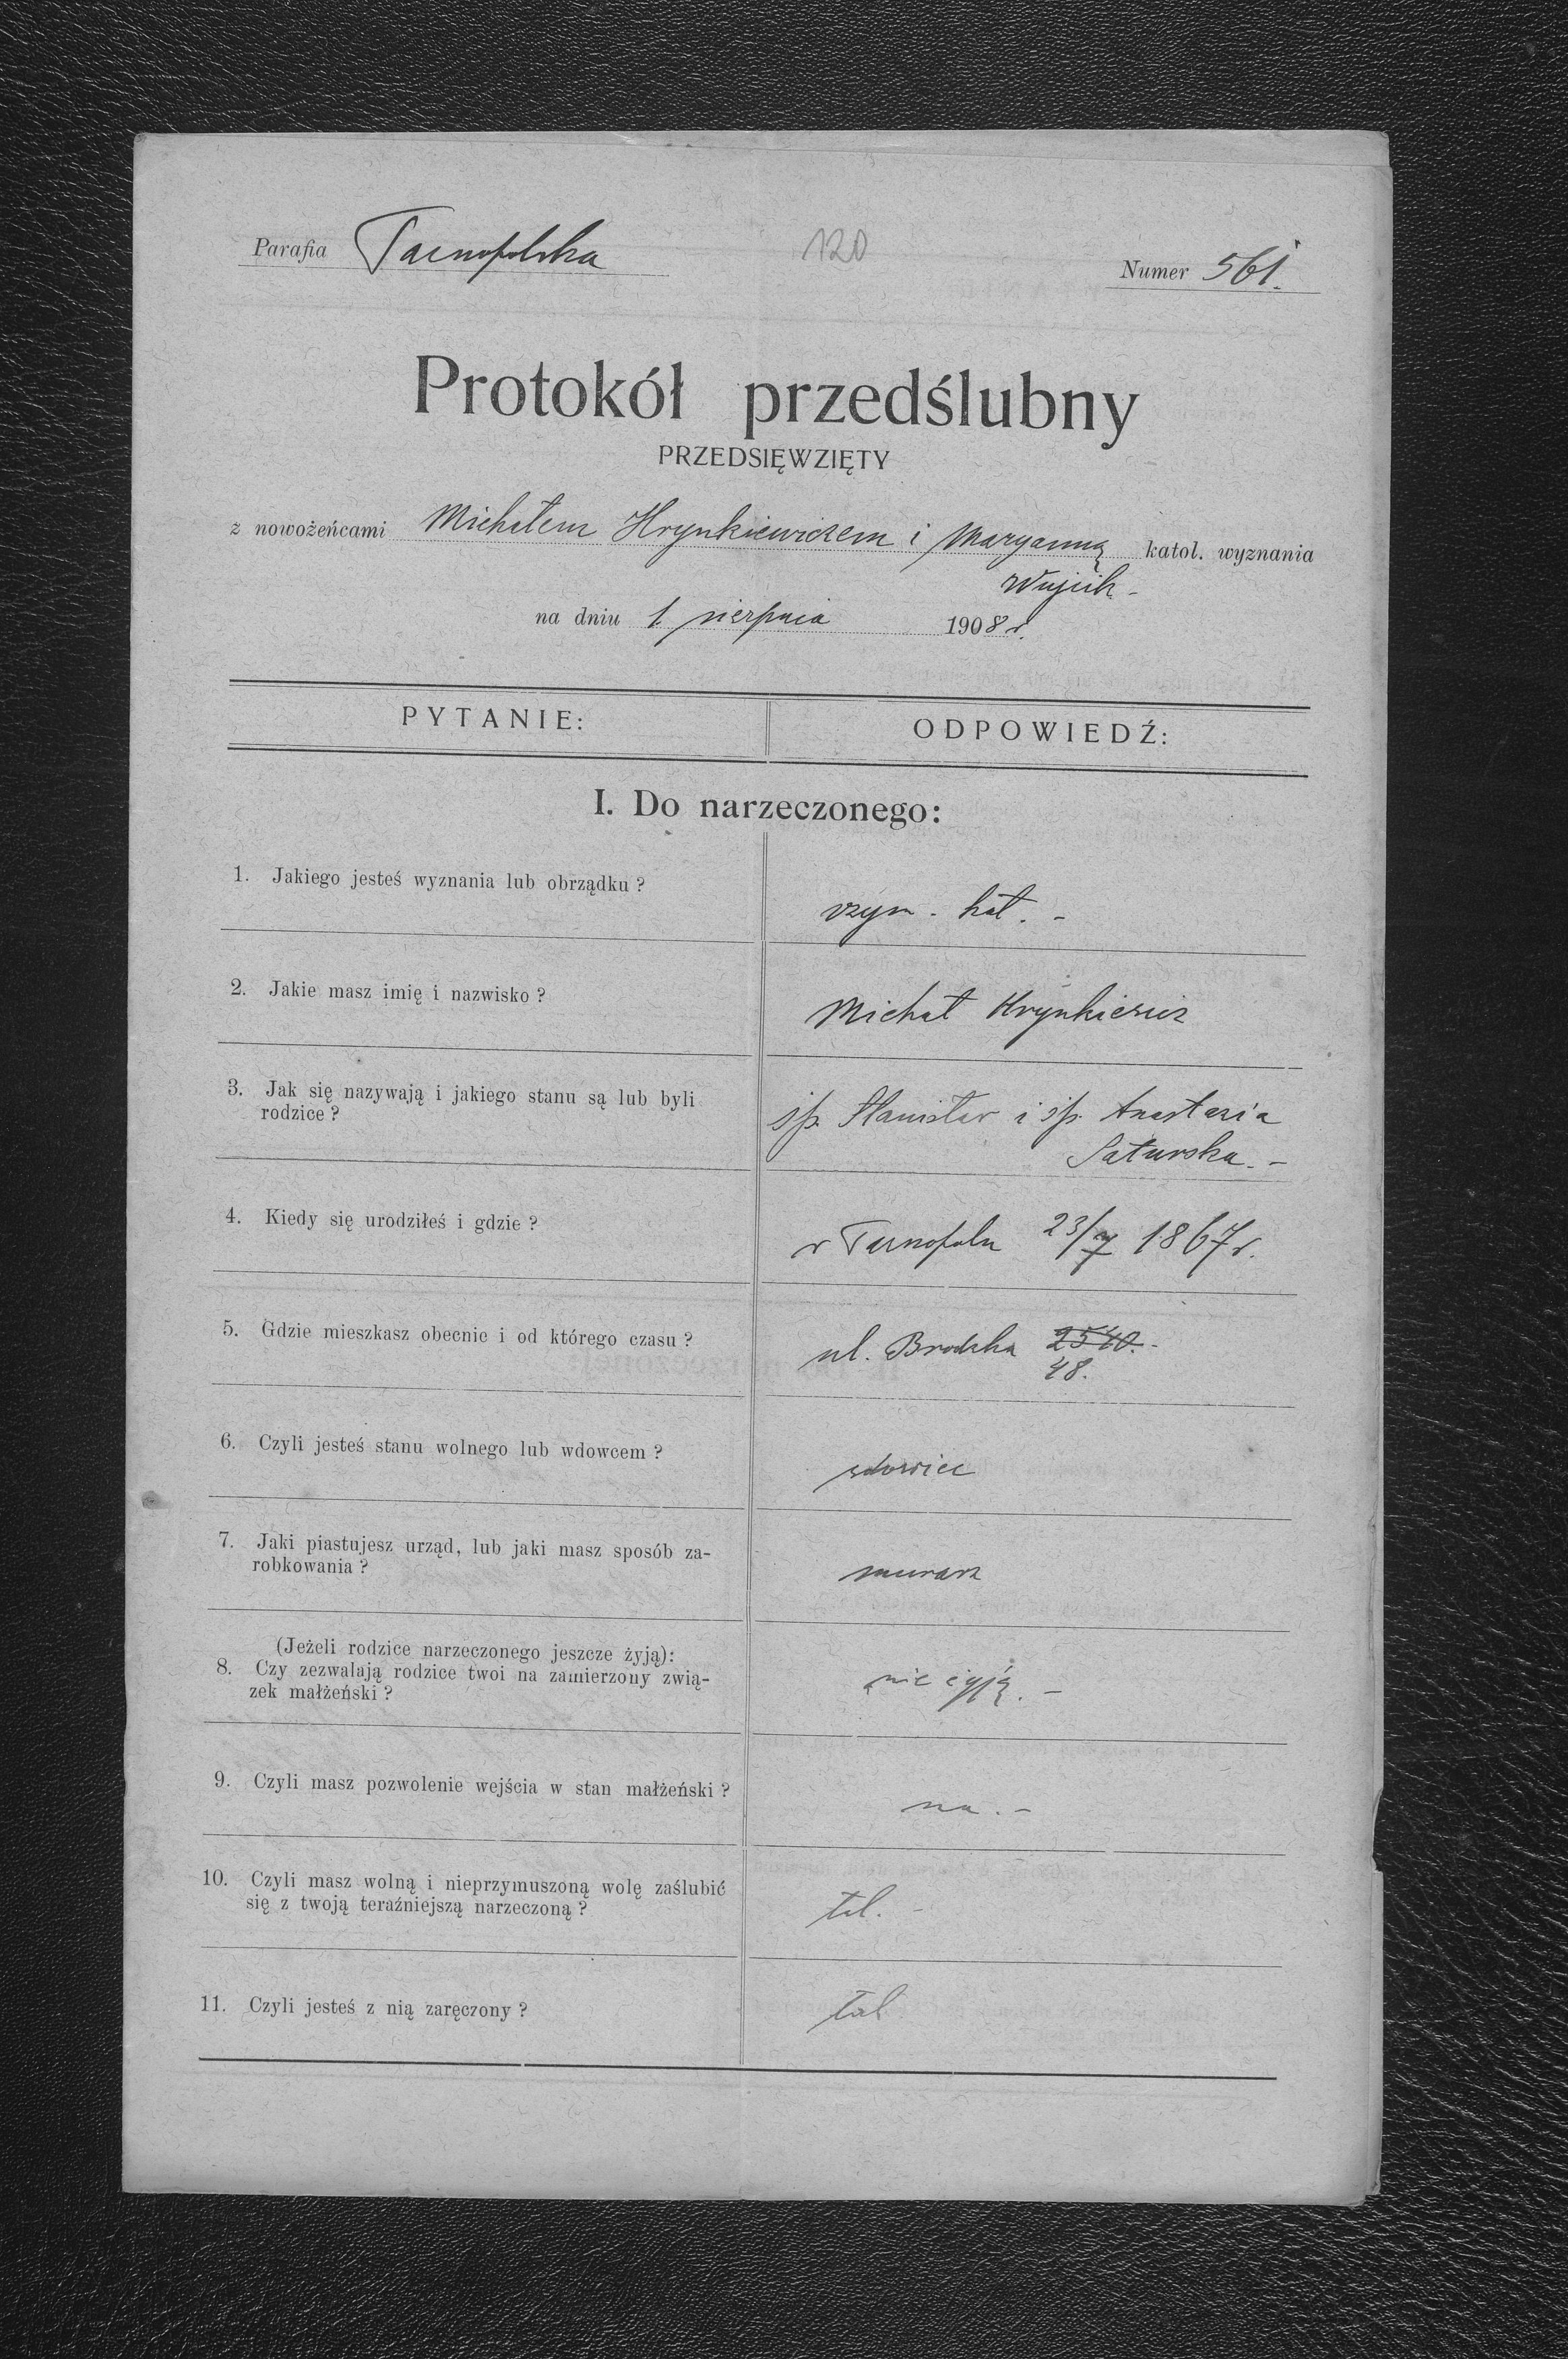 Parafia Tarnopolska
120
Numer 561.
Protokół przedślubny
PRZEDSIĘWZIĘTY
z nowożeńcami Michałem Hrynkiewiczem i Maryanną katol. wyznania
Wujcik -
na dniu 1 sierpnia 1908 r.
PYTANIE: ODPOWIEDŹ:
I. Do narzeczonego:
1. Jakiego jesteś wyznania lub obrządku ?
rzym. kat. -
2. Jakie masz imię i nazwisko ?
Michał Hrynkiewicz
3. Jak się nazywają i jakiego stanu są lub byli
rodzice ?
śp. Stanisław i śp. Anastazia
Saturska. -
4. Kiedy się urodziłeś i gdzie ?
w Tarnopolu 23/7 1867 r.
5. Gdzie mieszkasz obecnie i od którego czasu ?
ul. Brodzka 2540. -
48.
6. Czyli jesteś stanu wolnego lub wdowcem ?
wdowiec
7. Jaki piastujesz urząd, lub jaki masz sposób za-
robkowania ?
murarz
(Jeżeli rodzice narzeczonego jeszcze żyją):
8. Czy zezwalają rodzice twoi na zamierzony zwią-
zek małżeński ?
nie żyją. -
9. Czyli masz pozwolenie wejścia w stan małżeński ?
10. Czyli masz wolną i nieprzymuszoną wolę zaślubić
się z twoją teraźniejszą narzeczoną ?
tak. -
11. Czyli jesteś z nią zaręczony ?
tak